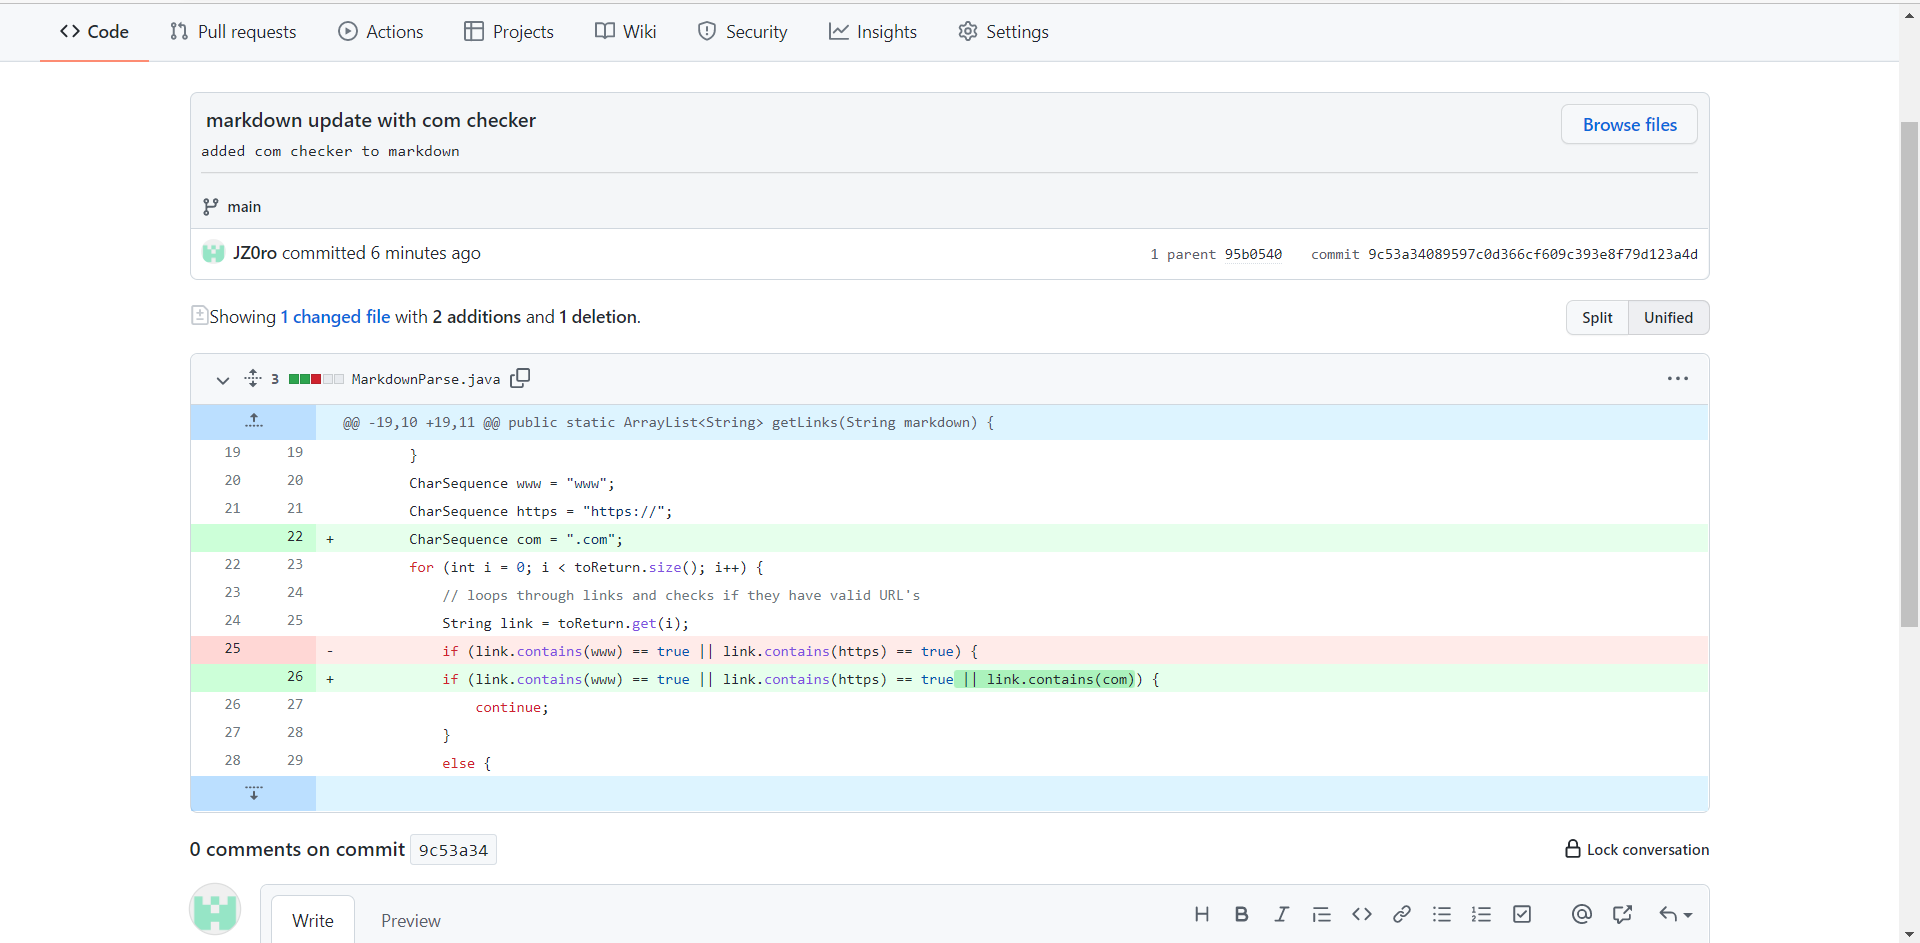 Code Pull requests Actions Projects Wiki Security Insights Settings
markdown update with com checker
Browse files
added com checker to markdown
main
JZ0ro committed 6 minutes ago 1 parent 95b0540 commit 9c53a34089597c0d366cf609c393e8f79d123a4d
Showing 1 changed file with 2 additions and 1 deletion. Split Unified
3 MarkdownParse.java
@@ -19,10 +19,11 @@ public static ArrayList<String> getLinks(String markdown) {
19 19 }
20 20 CharSequence www = "www";
21 21 CharSequence https = "https://";
22 + CharSequence com = ".com";
22 23 for (int i = 0; i < toReturn.size(); i++) {
23 24 // loops through links and checks if they have valid URL's
24 25 String link = toReturn.get(i);
25 - if (link.contains(www) == true || link.contains(https) == true) {
26 + if (link.contains(www) == true || link.contains(https) == true || link.contains(com)) {
26 27 continue;
27 28 }
28 29 else {
0 comments on commit 9c53a34 Lock conversation
Write Preview